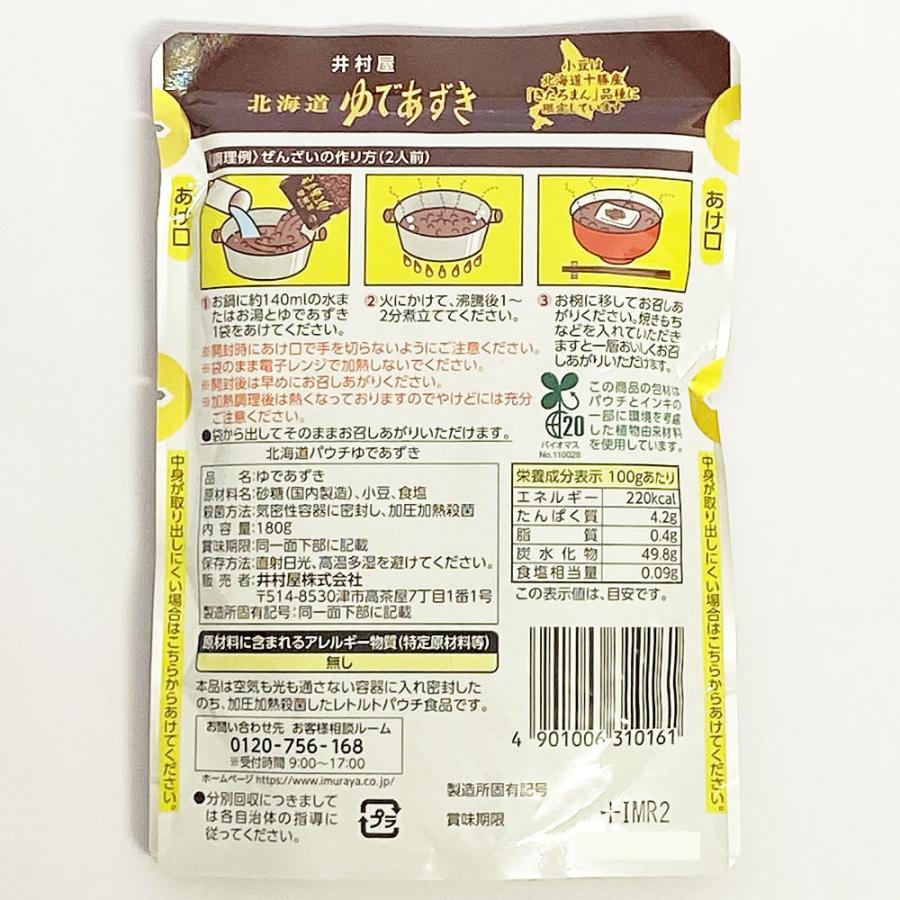 井村屋
北海道 ゆであずき
小豆は
北海道十勝産
「きたろまん」品種に
限定しています
〈調理例〉ぜんざいの作り方(2人前)
あけ口
あけ口
1 お鍋に約140mlの水ま
たはお湯とゆであずき
1袋をあけてください。
2 火にかけて、沸騰後1〜
2分煮立ててください。
3 お椀に移してお召しあ
がりください。焼きもち
などを入れていただき
ますと一層おいしくお召
しあがりいただけます。
※開封時にあけ口で手を切らないようにご注意ください。
※袋のまま電子レンジで加熱しないでください。
※開封後は早めにお召しあがりください。
※加熱調理後は熱くなっておりますのでやけどには充分
ご注意ください。
●袋から出してそのままお召しあがりいただけます。
20
バイオマス
No.110028
この商品の包材は
パウチとインキの
一部に環境を考慮
した植物由来材料
を使用しています。
北海道パウチゆであずき
品名:ゆであずき
原材料名:砂糖(国内製造)、小豆、食塩
殺菌方法:気密性容器に密封し、加圧加熱殺菌
内容量:180g
賞味期限:同一面下部に記載
保存方法:直射日光、高温多湿を避けてください。
販売者:井村屋株式会社
〒514-8530津市高茶屋7丁目1番1号
製造所固有記号:同一面下部に記載
栄養成分表示 100gあたり
エネルギー 220kcal
たんぱく質 4.2g
脂質 0.4g
炭水化物 49.8g
食塩相当量 0.09g
この表示値は、目安です。
中身が取り出しにくい場合はこちらからあけてください。
中身が取り出しにくい場合はこちらからあけてください。
原材料に含まれるアレルギー物質(特定原材料等)
無し
本品は空気も光も通さない容器に入れ密封した
のち、加圧加熱殺菌したレトルトパウチ食品です。
お問い合わせ先 お客様相談ルーム
0120-756-168
※受付時間 9:00〜17:00
ホームページ https://www.imuraya.co.jp/
●分別回収につきまして
は各自治体の指導に
従ってください。
プラ
4 901006 310161
製造所固有記号
賞味期限
+IMR2